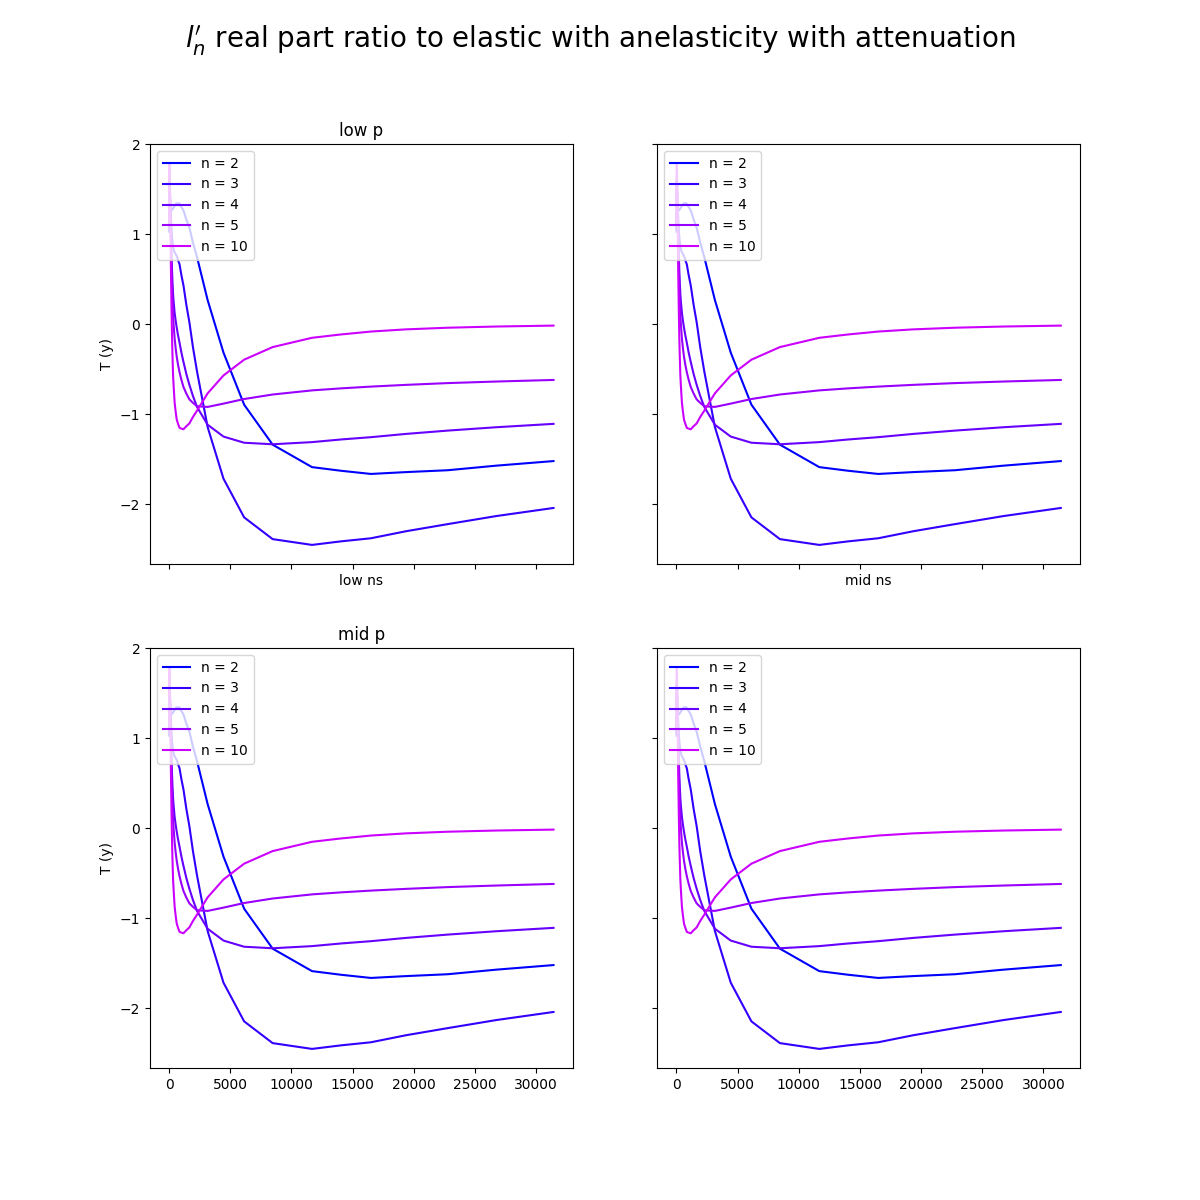 l′ₙ real part ratio to elastic with anelasticity with attenuation
low p
2
1
0
−1
−2
T (y)
n = 2
n = 3
n = 4
n = 5
n = 10
low ns
n = 2
n = 3
n = 4
n = 5
n = 10
mid ns
mid p
2
1
0
−1
−2
T (y)
n = 2
n = 3
n = 4
n = 5
n = 10
0 5000 10000 15000 20000 25000 30000
n = 2
n = 3
n = 4
n = 5
n = 10
0 5000 10000 15000 20000 25000 30000